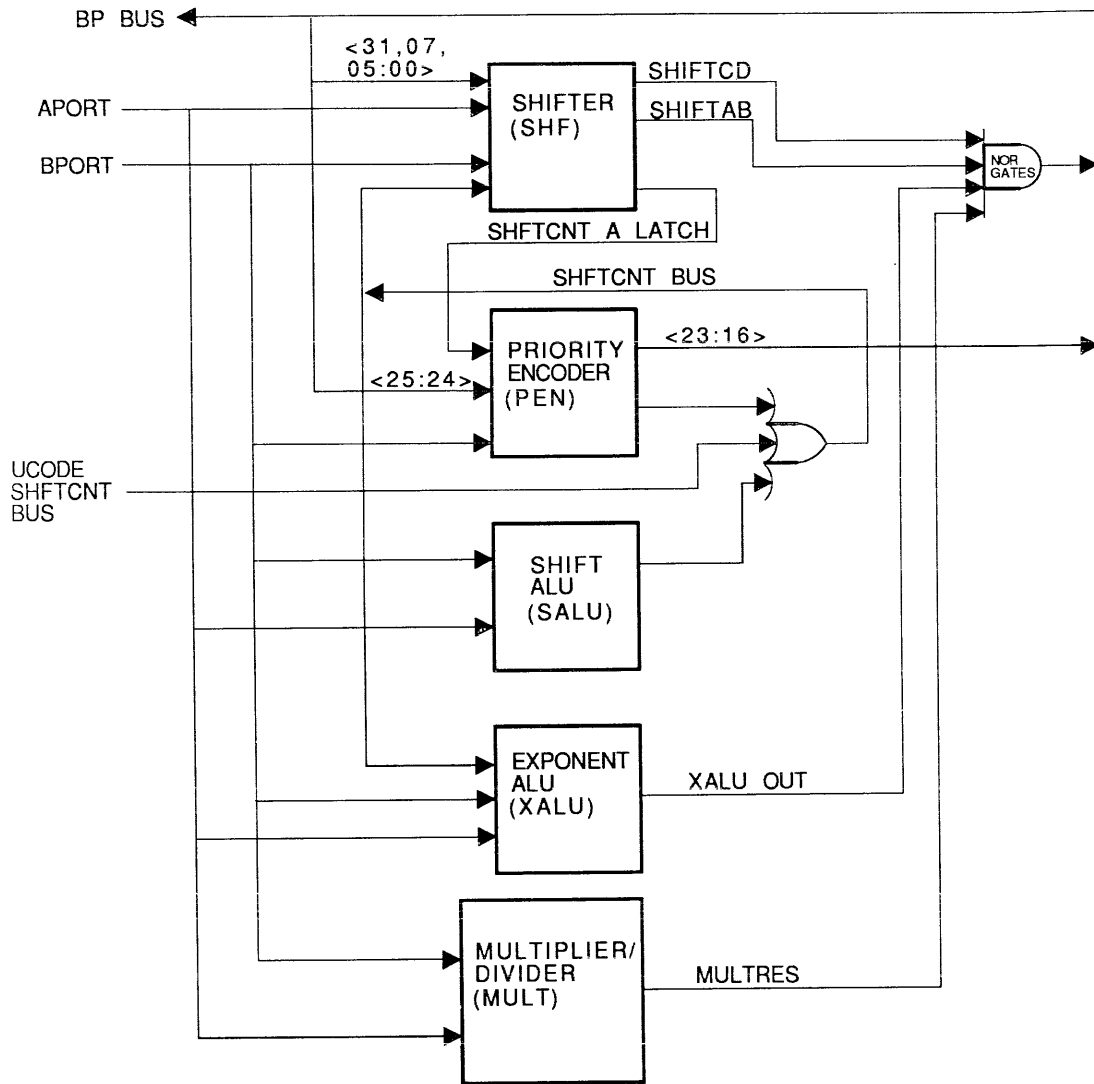 BP BUS
<31,07,
05:00>
SHIFTCD
APORT
SHIFTER
(SHF)
SHIFTAB
BPORT
NOR
GATES
SHFTCNT A LATCH
SHFTCNT BUS
PRIORITY
ENCODER
(PEN)
<23:16>
<25:24>
UCODE
SHFTCNT
BUS
SHIFT
ALU
(SALU)
EXPONENT
ALU
(XALU)
XALU OUT
MULTIPLIER/
DIVIDER
(MULT)
MULTRES